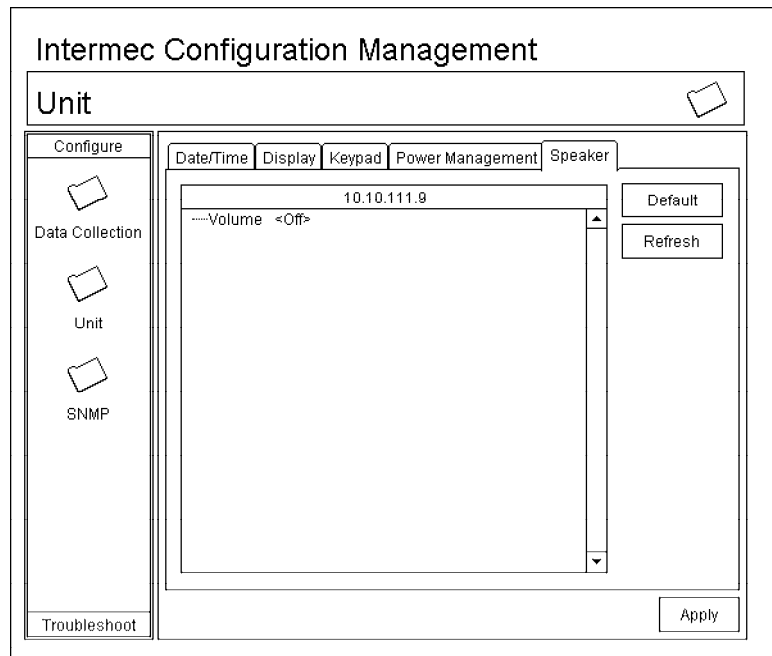 Intermec Configuration Management
Unit
Configure
Data Collection
Unit
SNMP
Troubleshoot
Date/Time Display Keypad Power Management Speaker
10.10.111.9
Volume <Off>
Default
Refresh
Apply